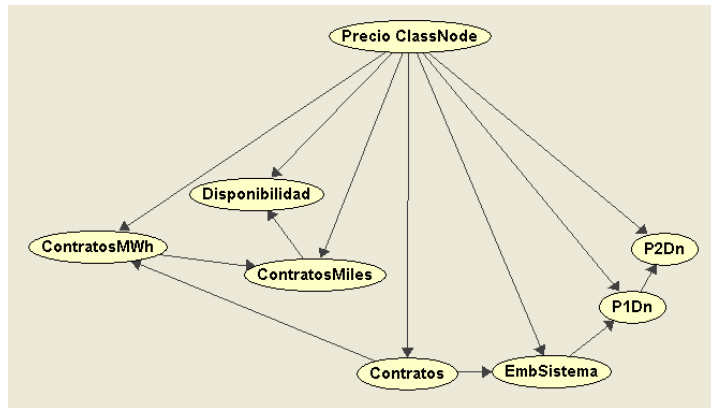 Precio ClassNode
Disponibilidad
ContratosMWh
P2Dn
ContratosMiles
P1Dn
Contratos
EmbSistema